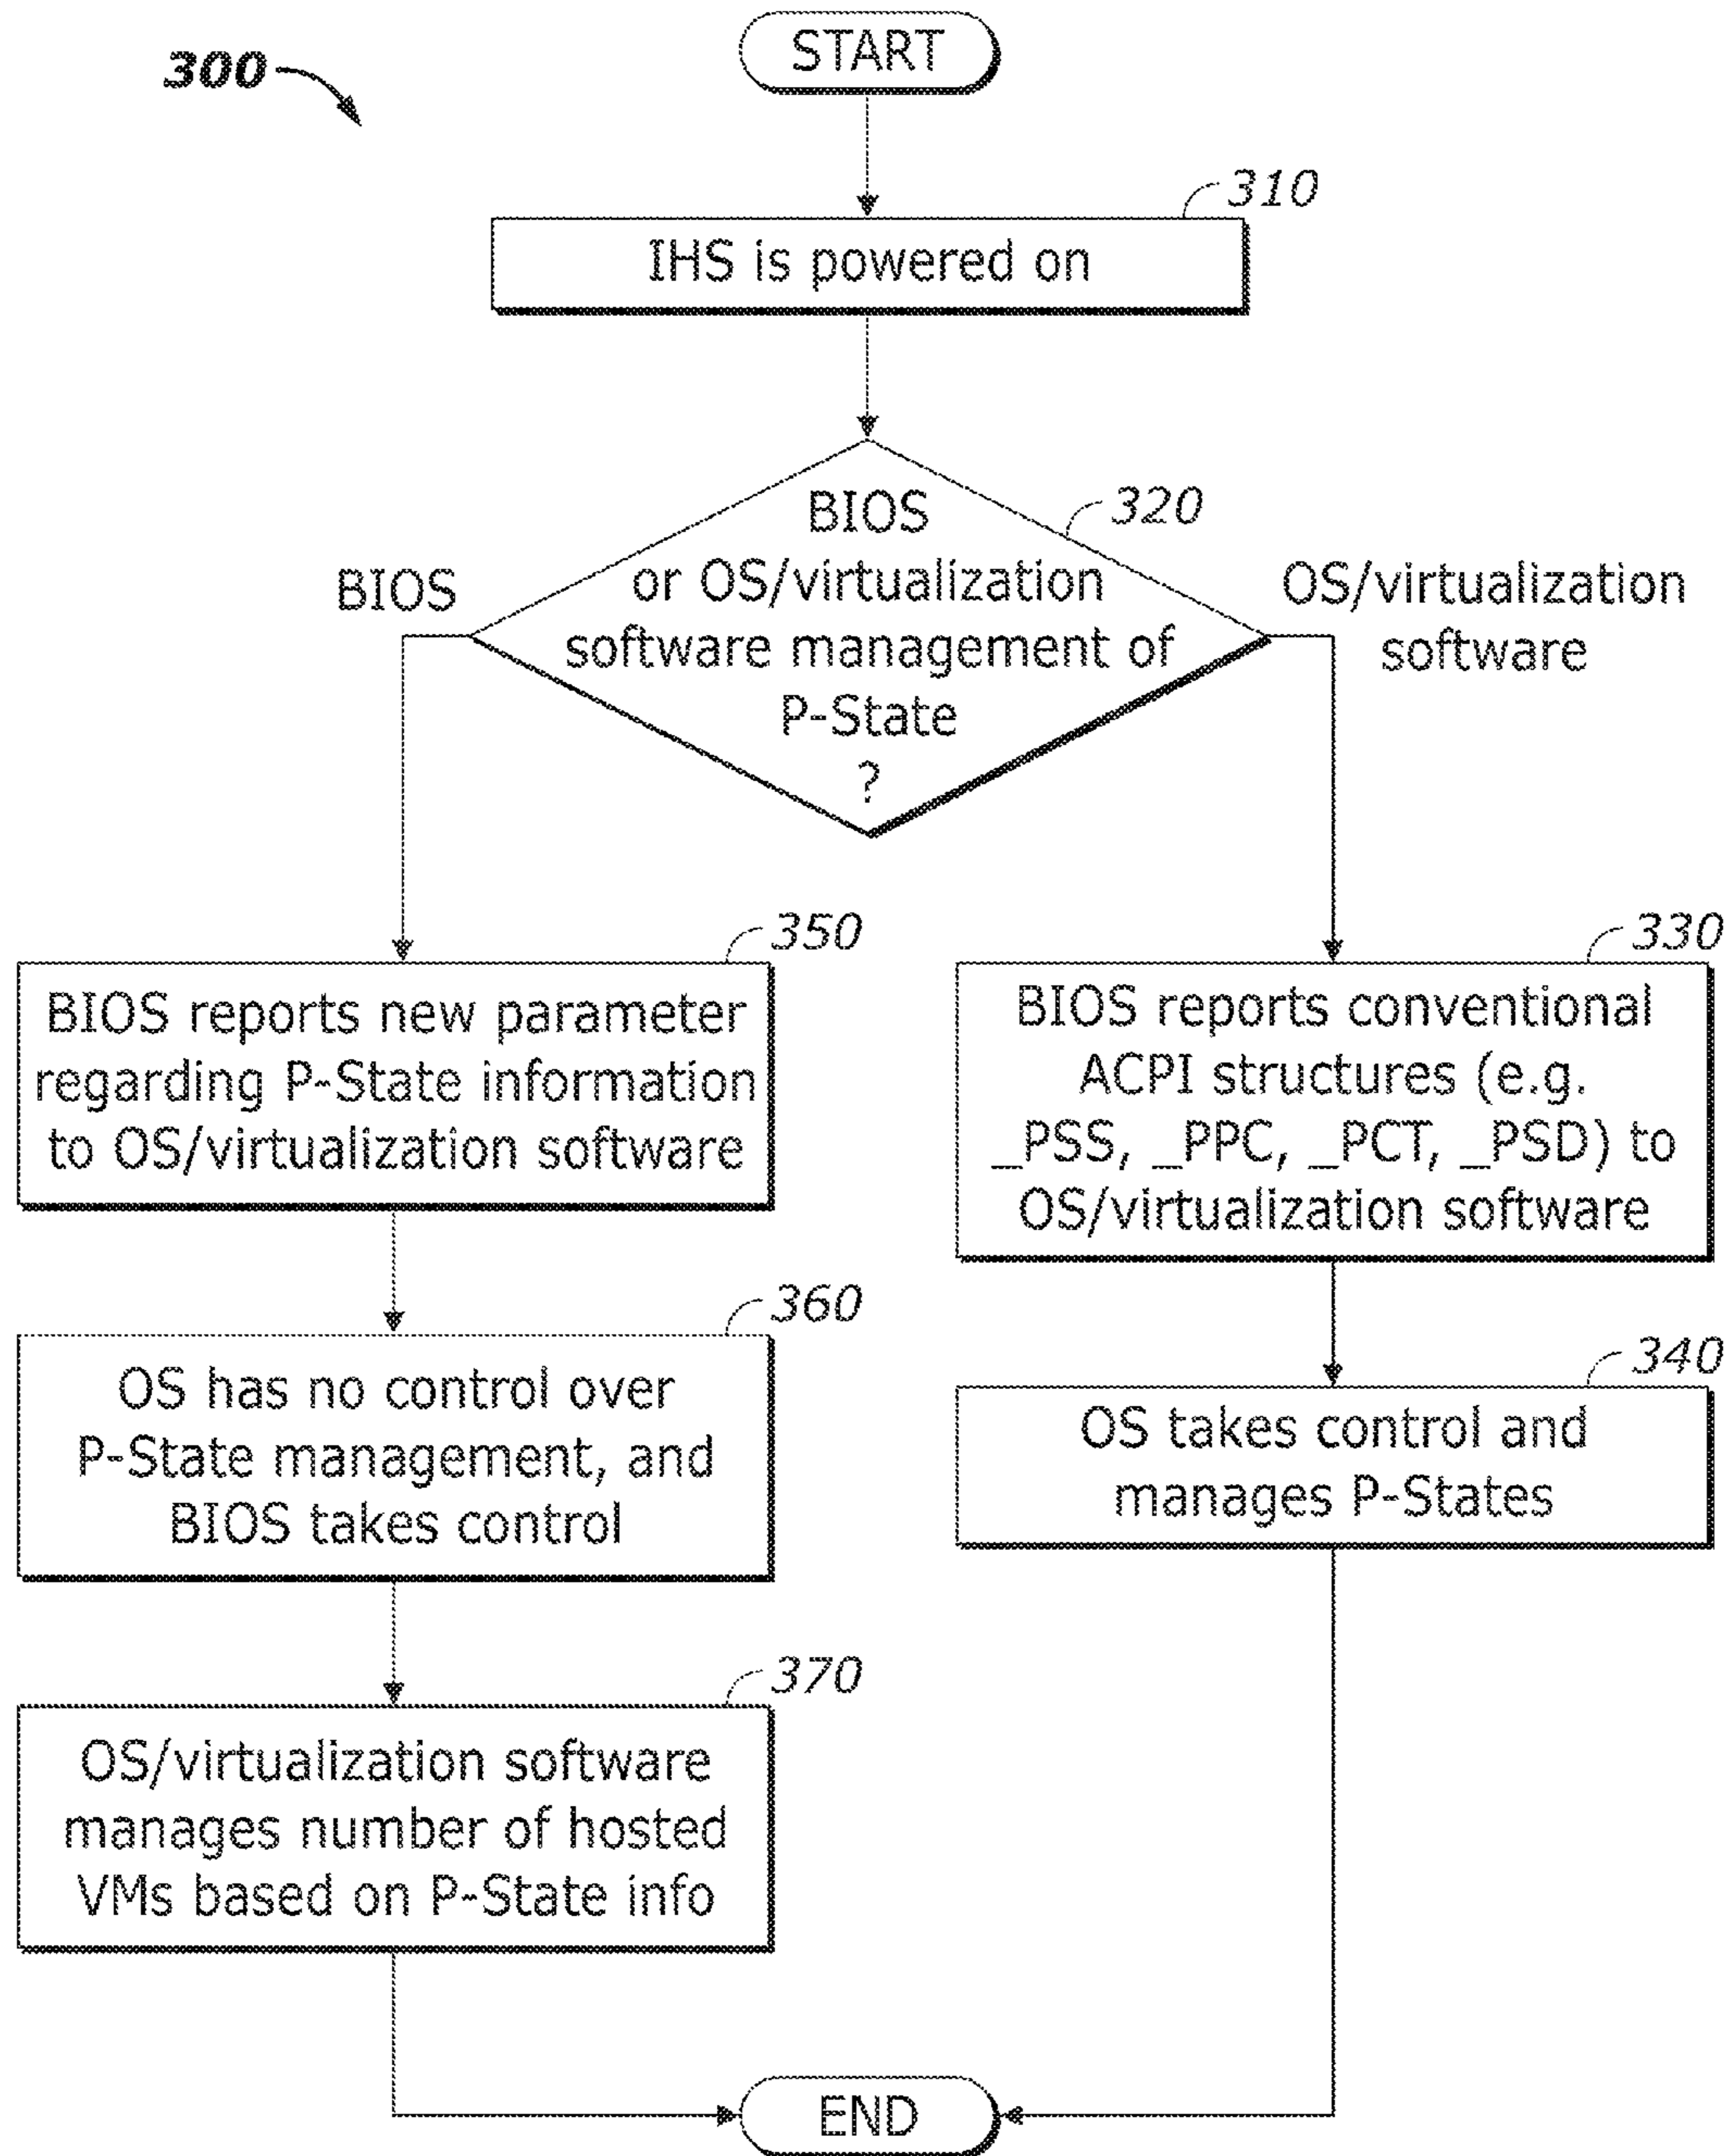 300
START
310
IHS is powered on
320
BIOS
or OS/virtualization
software management of
P-State
?
BIOS
OS/virtualization
software
350
BIOS reports new parameter
regarding P-State information
to OS/virtualization software
360
OS has no control over
P-State management, and
BIOS takes control
370
OS/virtualization software
manages number of hosted
VMs based on P-State info
330
BIOS reports conventional
ACPI structures (e.g.
_PSS, _PPC, _PCT, _PSD) to
OS/virtualization software
340
OS takes control and
manages P-States
END